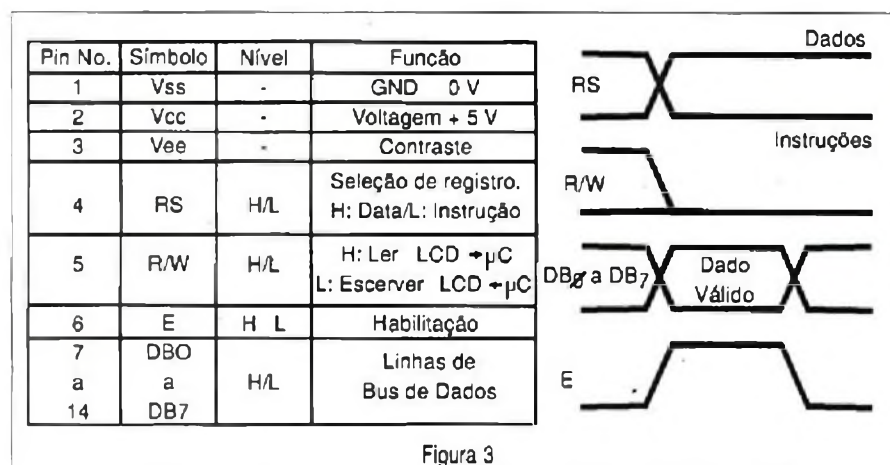 Pin No. Símbolo Nível Funcão
1 Vss - GND 0 V
2 Vcc - Voltagem + 5 V
3 Vee - Contraste
4 RS H/L Seleção de registro.
H: Data/L: Instrução
5 R/W H/L H: Ler LCD →µC
L: Escerver LCD ←µC
6 E H L Habilitação
7 DBO
a a H/L Linhas de
Bus de Dados
14 DB7
Dados
RS
Instruções
R/W
DB0 a DB7
Dado
Válido
E
Figura 3